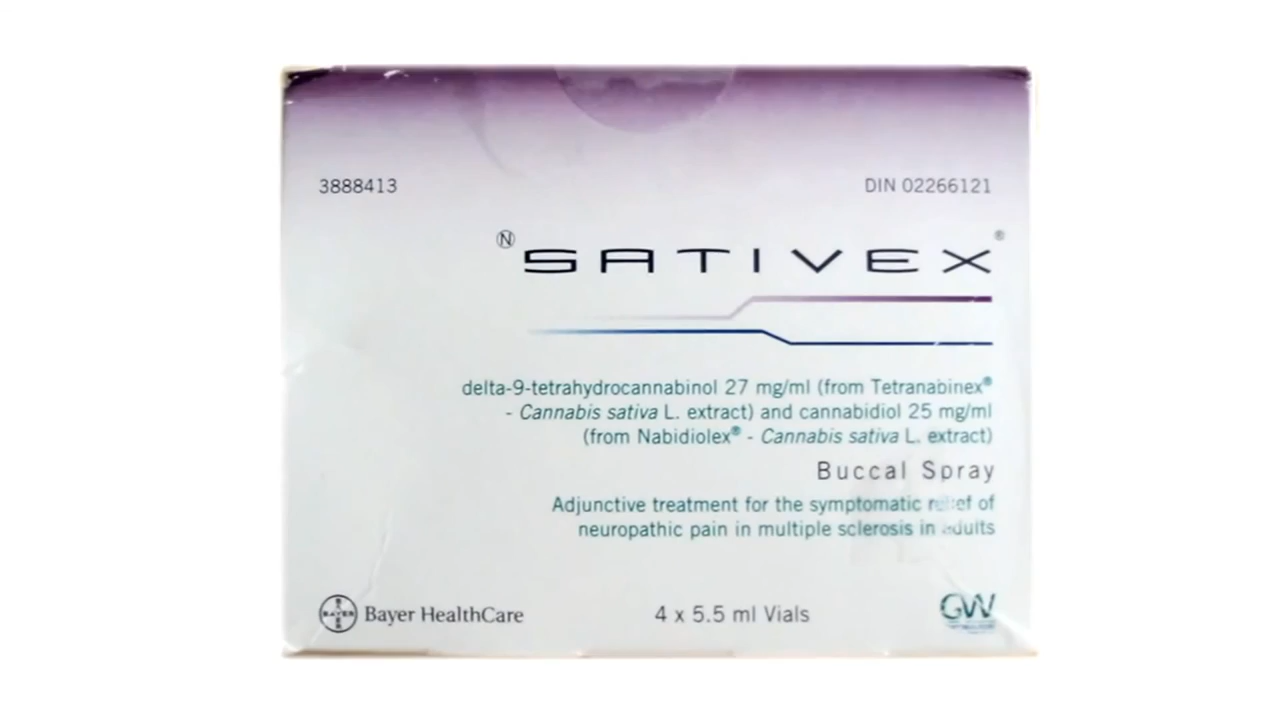 3888413
DIN 02266121
Ⓝ SATIVEX®
delta-9-tetrahydrocannabinol 27 mg/ml (from Tetranabinex®
- Cannabis sativa L. extract) and cannabidiol 25 mg/ml
(from Nabidiolex® - Cannabis sativa L. extract)
Buccal Spray
Adjunctive treatment for the symptomatic relief of
neuropathic pain in multiple sclerosis in adults
BAYER
Bayer HealthCare
4 x 5.5 ml Vials
GW